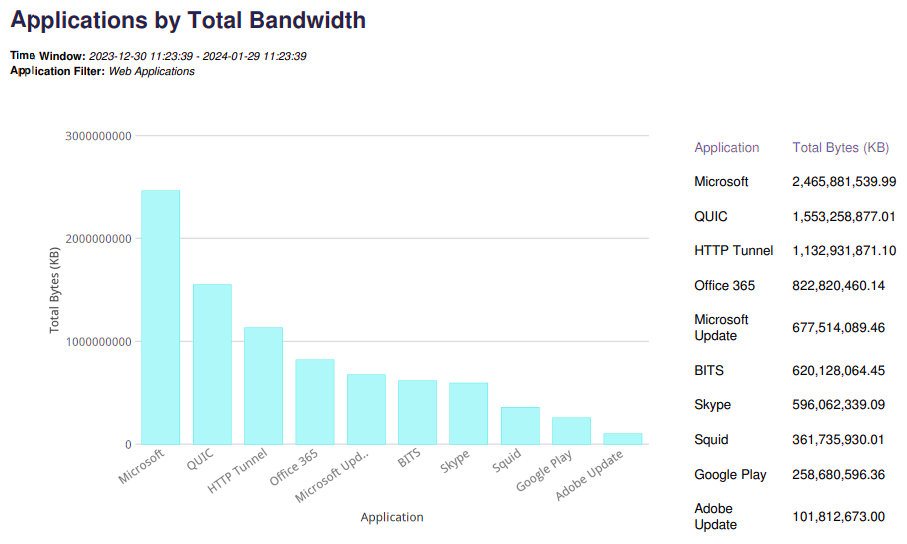 Applications by Total Bandwidth
Time Window: 2023-12-30 11:23:39 - 2024-01-29 11:23:39
Application Filter: Web Applications
3000000000
2000000000
1000000000
0
Total Bytes (KB)
Microsoft
QUIC
HTTP Tunnel
Office 365
Microsoft Upd..
BITS
Skype
Squid
Google Play
Adobe Update
Application
Application Total Bytes (KB)
Microsoft 2,465,881,539.99
QUIC 1,553,258,877.01
HTTP Tunnel 1,132,931,871.10
Office 365 822,820,460.14
Microsoft
Update 677,514,089.46
BITS 620,128,064.45
Skype 596,062,339.09
Squid 361,735,930.01
Google Play 258,680,596.36
Adobe
Update 101,812,673.00